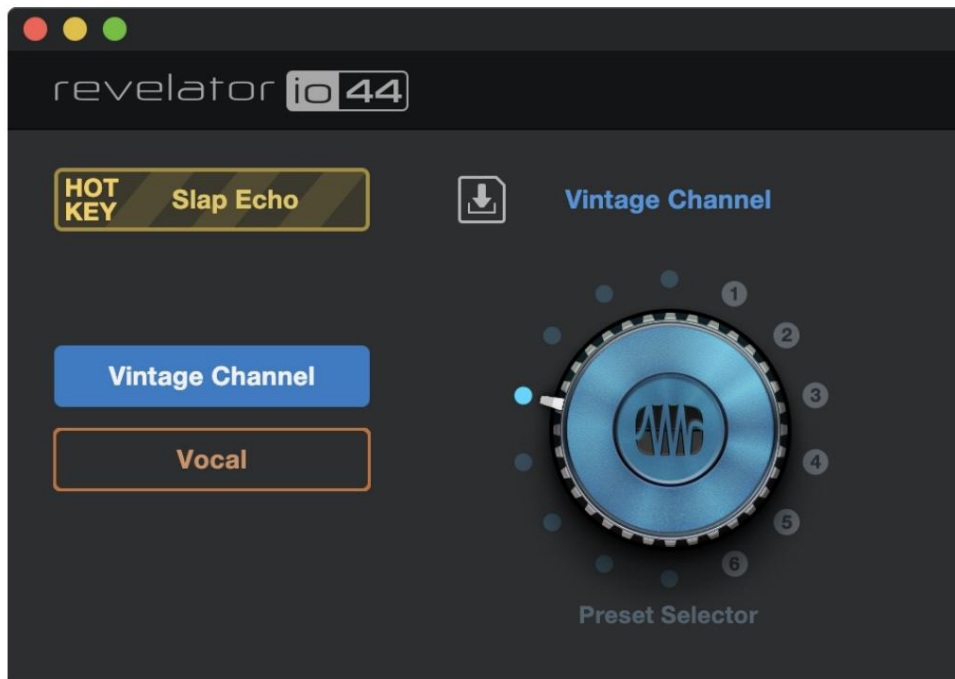 revelator io 44
HOT KEY
Slap Echo
Vintage Channel
Vintage Channel
Vocal
1
2
3
4
5
6
Preset Selector